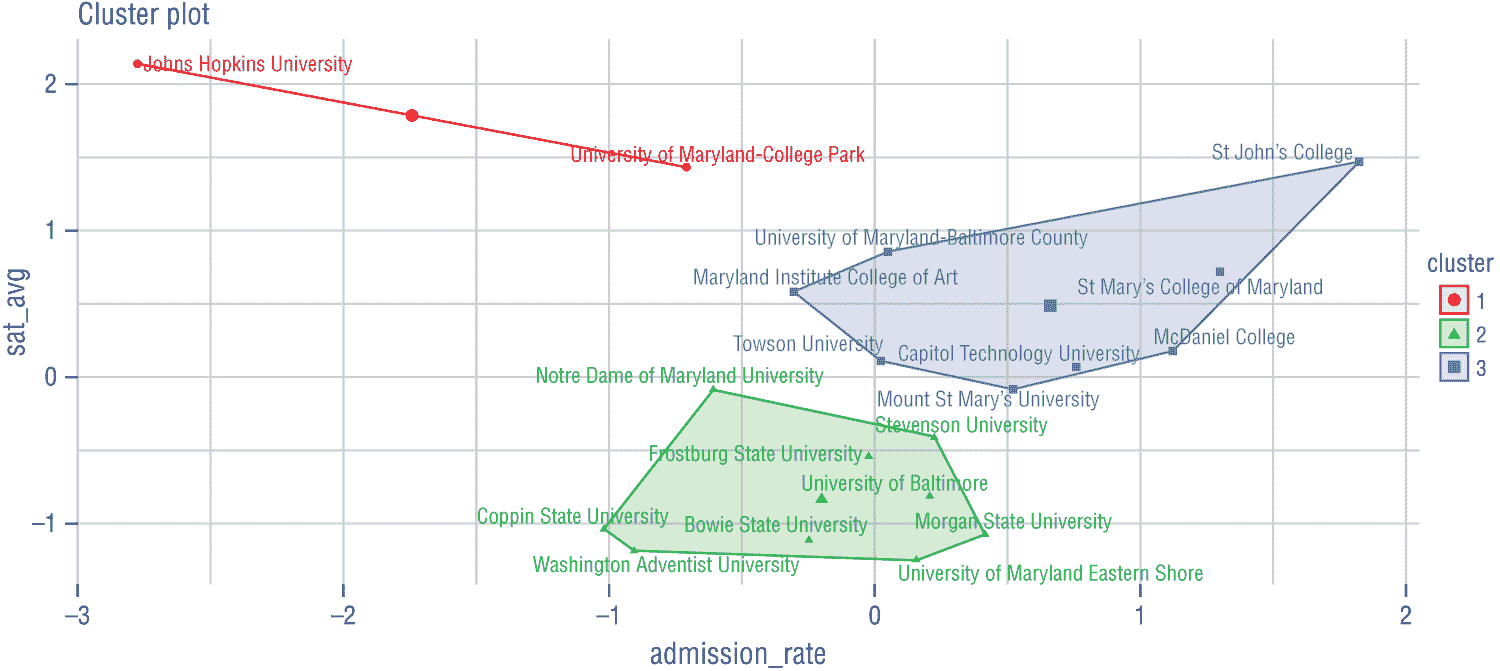 Cluster plot
Johns Hopkins University
University of Maryland-College Park
St John's College
University of Maryland-Baltimore County
Maryland Institute College of Art
St Mary's College of Maryland
Towson University
Capitol Technology University
McDaniel College
Notre Dame of Maryland University
Mount St Mary's University
Stevenson University
Frostburg State University
University of Baltimore
Coppin State University
Bowie State University
Morgan State University
Washington Adventist University
University of Maryland Eastern Shore
2
1
0
−1
sat_avg
−3
−2
−1
0
1
2
admission_rate
cluster
1
2
3